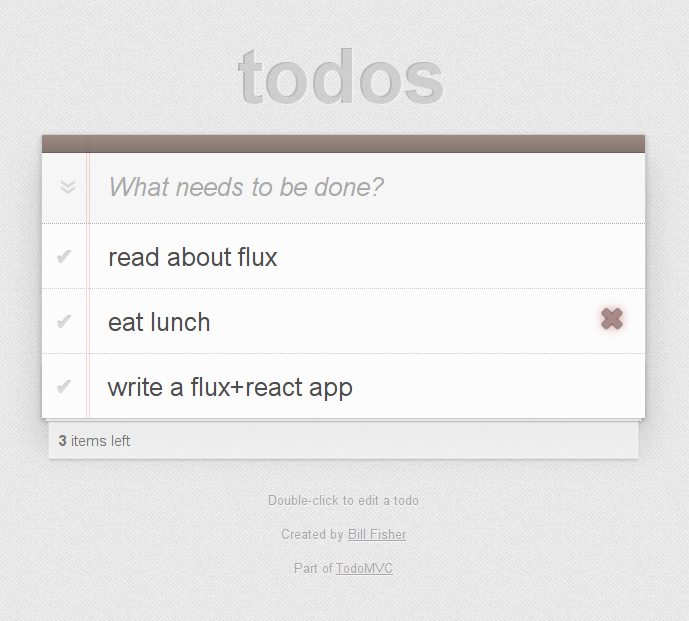 todos
What needs to be done?
read about flux
eat lunch
write a flux+react app
3 items left
Double-click to edit a todo
Created by Bill Fisher
Part of TodoMVC